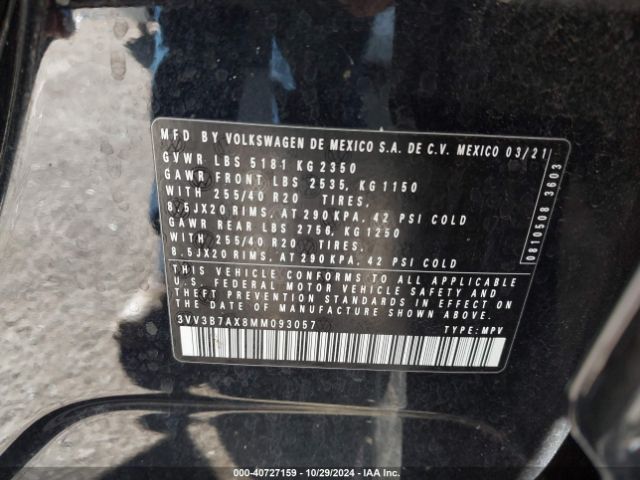 MFD BY VOLKSWAGEN DE MEXICO S.A. DE C.V. MEXICO 03/21
GVWR LBS 5181 KG 2350
GAWR FRONT LBS 2535, KG 1150
WITH 255/40 R20 TIRES,
8.5JX20 RIMS, AT 290 KPA, 42 PSI COLD
GAWR REAR LBS 2756, KG 1250
WITH 255/40 R20 TIRES,
8.5JX20 RIMS, AT 290 KPA, 42 PSI COLD
THIS VEHICLE CONFORMS TO ALL APPLICABLE
U.S. FEDERAL MOTOR VEHICLE SAFETY AND
THEFT PREVENTION STANDARDS IN EFFECT ON
THE DATE OF MANUFACTURE SHOWN ABOVE.
3VV3B7AX8MM093057 TYPE: MPV
0810508 3603
000-40727159 - 10/29/2024 - IAA Inc.